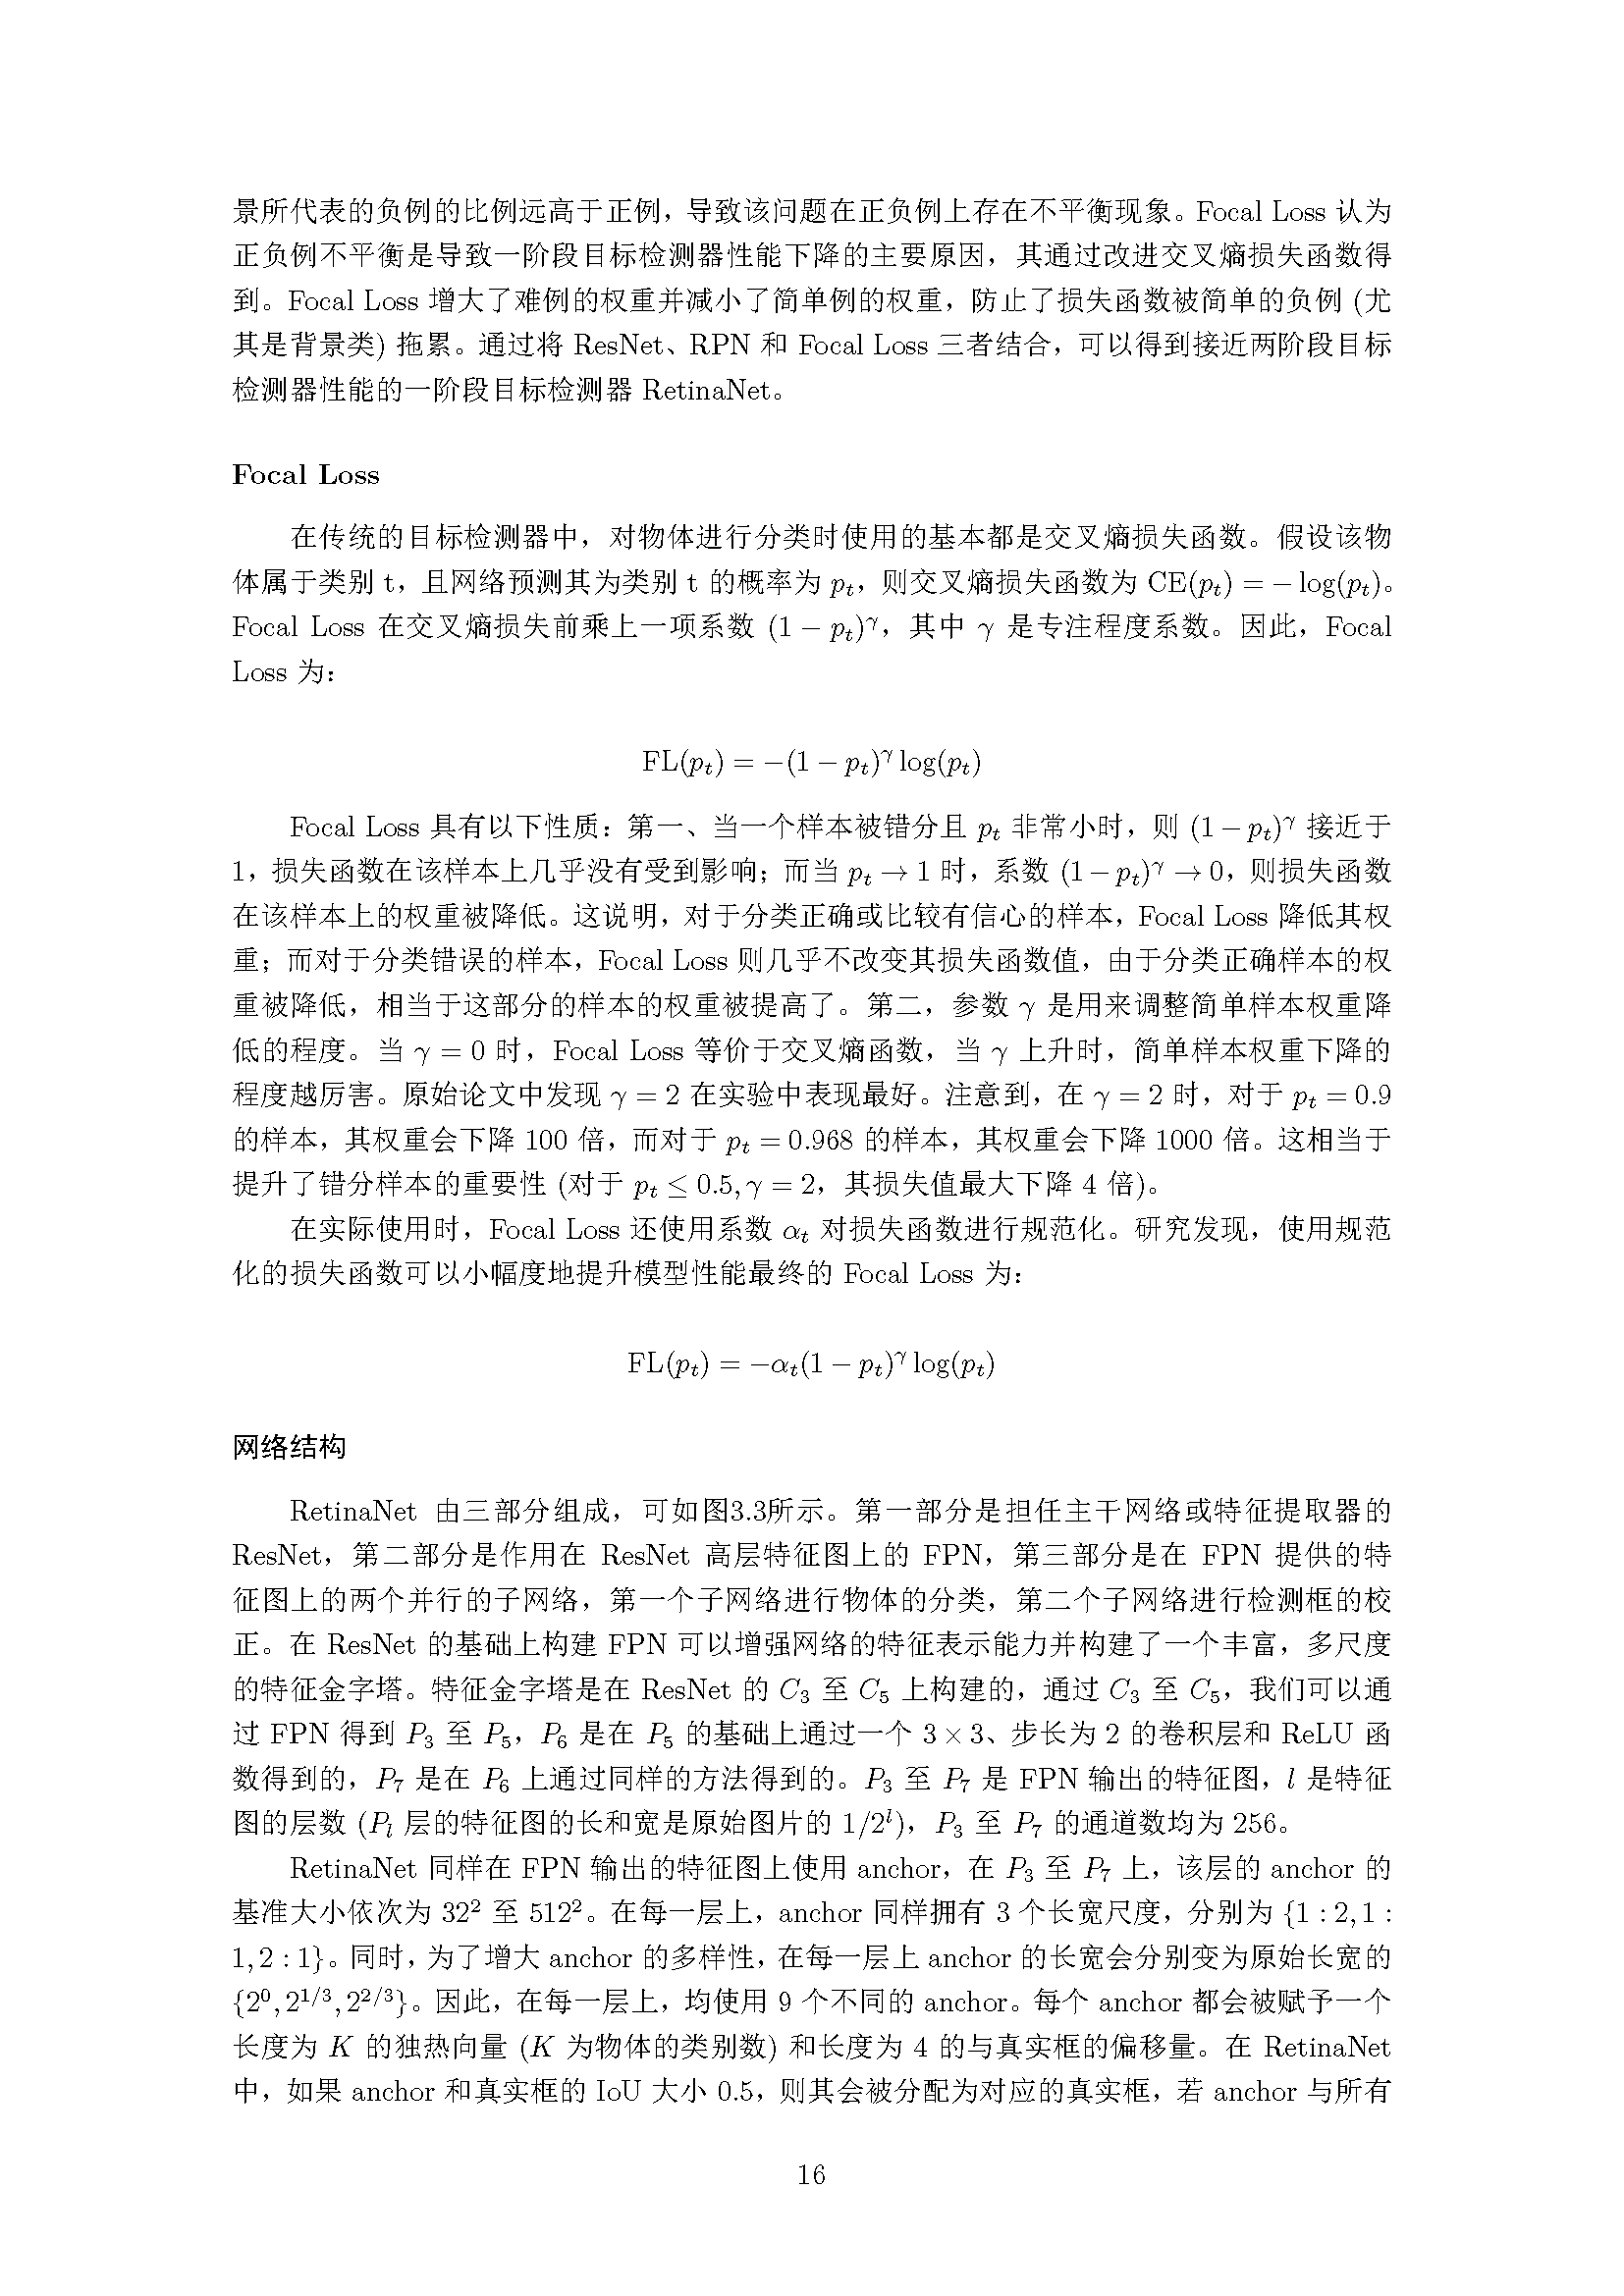 景所代表的负例的比例远高于正例，导致该问题在正负例上存在不平衡现象。Focal Loss 认为
正负例不平衡是导致一阶段目标检测器性能下降的主要原因，其通过改进交叉熵损失函数得
到。Focal Loss 增大了难例的权重并减小了简单例的权重，防止了损失函数被简单的负例 (尤
其是背景类) 拖累。通过将 ResNet、RPN 和 Focal Loss 三者结合，可以得到接近两阶段目标
检测器性能的一阶段目标检测器 RetinaNet。
Focal Loss
在传统的目标检测器中，对物体进行分类时使用的基本都是交叉熵损失函数。假设该物
体属于类别 t，且网络预测其为类别 t 的概率为 $p_t$，则交叉熵损失函数为 CE($p_t$) = − log($p_t$)。
Focal Loss 在交叉熵损失前乘上一项系数 $(1 − p_t)^γ$，其中 γ 是专注程度系数。因此，Focal
Loss 为：
FL($p_t$) = −$(1 − p_t)^γ$ log($p_t$)
Focal Loss 具有以下性质：第一、当一个样本被错分且 $p_t$ 非常小时，则 $(1 − p_t)^γ$ 接近于
1，损失函数在该样本上几乎没有受到影响；而当 $p_t$ → 1 时，系数 $(1 − p_t)^γ$ → 0，则损失函数
在该样本上的权重被降低。这说明，对于分类正确或比较有信心的样本，Focal Loss 降低其权
重；而对于分类错误的样本，Focal Loss 则几乎不改变其损失函数值，由于分类正确样本的权
重被降低，相当于这部分的样本的权重被提高了。第二，参数 γ 是用来调整简单样本权重降
低的程度。当 γ = 0 时，Focal Loss 等价于交叉熵函数，当 γ 上升时，简单样本权重下降的
程度越厉害。原始论文中发现 γ = 2 在实验中表现最好。注意到，在 γ = 2 时，对于 $p_t$ = 0.9
的样本，其权重会下降 100 倍，而对于 $p_t$ = 0.968 的样本，其权重会下降 1000 倍。这相当于
提升了错分样本的重要性 (对于 $p_t$ ≤ 0.5, γ = 2，其损失值最大下降 4 倍)。
在实际使用时，Focal Loss 还使用系数 $α_t$ 对损失函数进行规范化。研究发现，使用规范
化的损失函数可以小幅度地提升模型性能最终的 Focal Loss 为：
FL($p_t$) = −$α_t(1 − p_t)^γ$ log($p_t$)
网络结构
RetinaNet 由三部分组成，可如图3.3所示。第一部分是担任主干网络或特征提取器的
ResNet，第二部分是作用在 ResNet 高层特征图上的 FPN，第三部分是在 FPN 提供的特
征图上的两个并行的子网络，第一个子网络进行物体的分类，第二个子网络进行检测框的校
正。在 ResNet 的基础上构建 FPN 可以增强网络的特征表示能力并构建了一个丰富，多尺度
的特征金字塔。特征金字塔是在 ResNet 的 $C_3$ 至 $C_5$ 上构建的，通过 $C_3$ 至 $C_5$，我们可以通
过 FPN 得到 $P_3$ 至 $P_5$，$P_6$ 是在 $P_5$ 的基础上通过一个 3 × 3、步长为 2 的卷积层和 ReLU 函
数得到的，$P_7$ 是在 $P_6$ 上通过同样的方法得到的。$P_3$ 至 $P_7$ 是 FPN 输出的特征图，l 是特征
图的层数 ($P_l$ 层的特征图的长和宽是原始图片的 $1/2^l$)，$P_3$ 至 $P_7$ 的通道数均为 256。
RetinaNet 同样在 FPN 输出的特征图上使用 anchor，在 $P_3$ 至 $P_7$ 上，该层的 anchor 的
基准大小依次为 $32^2$ 至 $512^2$。在每一层上，anchor 同样拥有 3 个长宽尺度，分别为 {1 : 2, 1 :
1, 2 : 1}。同时，为了增大 anchor 的多样性，在每一层上 anchor 的长宽会分别变为原始长宽的
{$2^0, 2^{1/3}, 2^{2/3}$}。因此，在每一层上，均使用 9 个不同的 anchor。每个 anchor 都会被赋予一个
长度为 K 的独热向量 (K 为物体的类别数) 和长度为 4 的与真实框的偏移量。在 RetinaNet
中，如果 anchor 和真实框的 IoU 大小 0.5，则其会被分配为对应的真实框，若 anchor 与所有
16